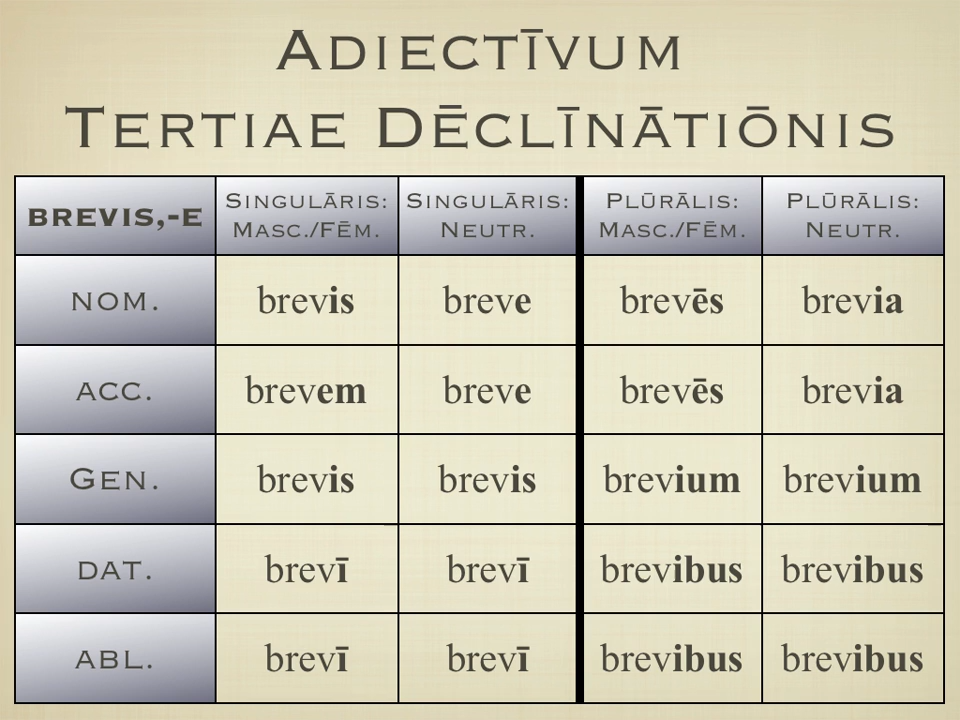 Adiectīvum
Tertiae Dēclīnātiōnis
brevis,-e Singulāris: Masc./Fēm. Singulāris: Neutr. Plūrālis: Masc./Fēm. Plūrālis: Neutr.
nom. brevis breve brevēs brevia
acc. brevem breve brevēs brevia
Gen. brevis brevis brevium brevium
dat. brevī brevī brevibus brevibus
abl. brevī brevī brevibus brevibus